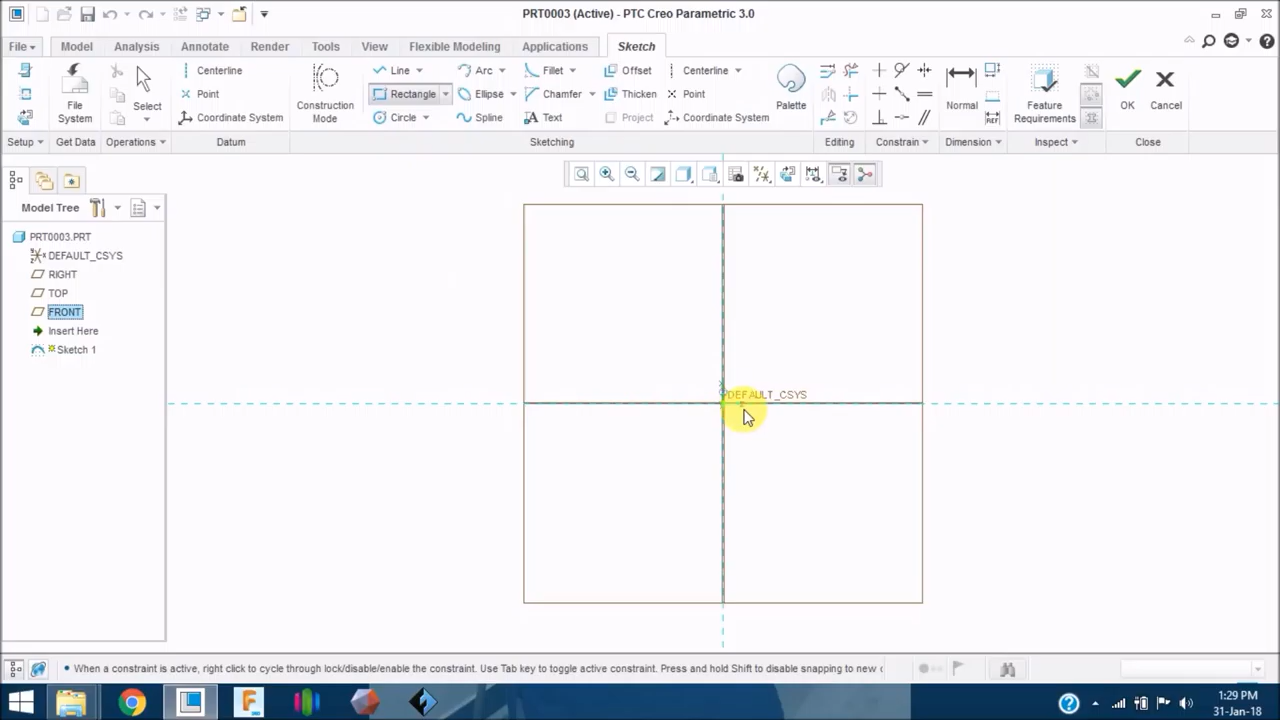 PRT0003 (Active) - PTC Creo Parametric 3.0
File Model Analysis Annotate Render Tools View Flexible Modeling Applications Sketch
Centerline Line Arc Fillet Offset Centerline
Point Rectangle Ellipse Chamfer Thicken Point
File System Select Construction Mode Palette Normal Feature Requirements OK Cancel
Coordinate System Circle Spline Text Project Coordinate System
Setup Get Data Operations Datum Sketching Editing Constrain Dimension Inspect Close
Model Tree
PRT0003.PRT
DEFAULT_CSYS
RIGHT
TOP
FRONT
Insert Here
Sketch 1
DEFAULT_CSYS
• When a constraint is active, right click to cycle through lock/disable/enable the constraint. Use Tab key to toggle active constraint. Press and hold Shift to disable snapping to new c
1:29 PM
31-Jan-18